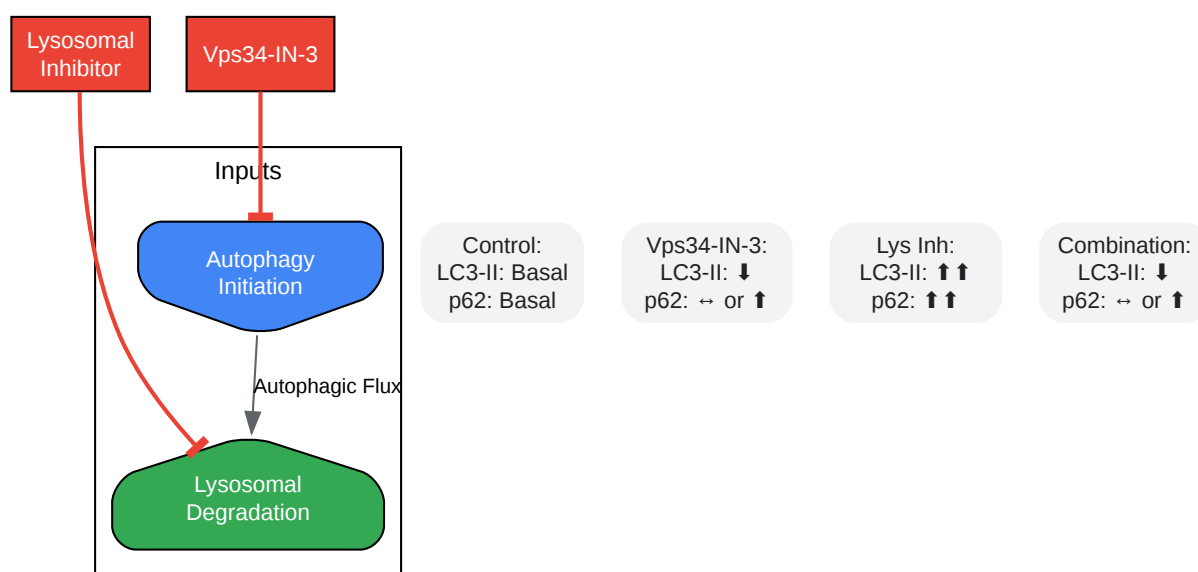 Lysosomal
Inhibitor
Vps34-IN-3
Inputs
Autophagy
Initiation
Autophagic Flux
Lysosomal
Degradation
Control:
LC3-II: Basal
p62: Basal
Vps34-IN-3:
LC3-II: ⬇
p62: ↔ or ⬆
Lys Inh:
LC3-II: ⬆⬆
p62: ⬆⬆
Combination:
LC3-II: ⬇
p62: ↔ or ⬆